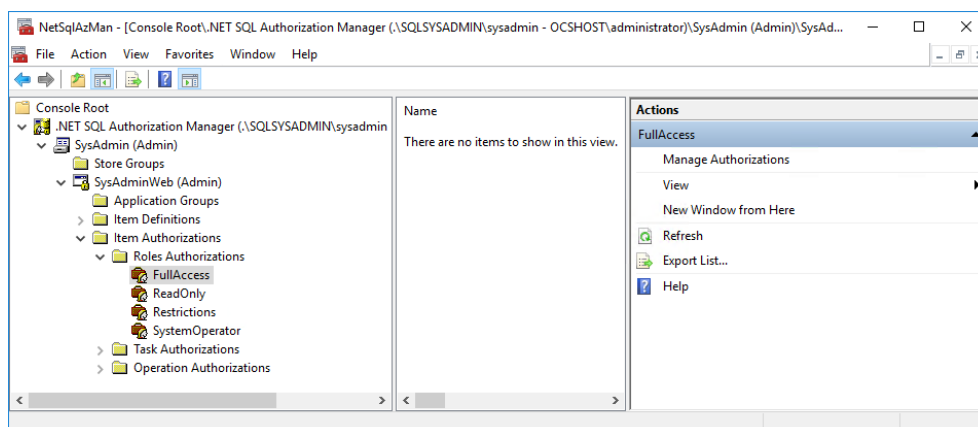 NetSqlAzMan - [Console Root\.NET SQL Authorization Manager (.\SQLSYSADMIN\sysadmin - OCSHOST\administrator)\SysAdmin (Admin)\SysAd...
File Action View Favorites Window Help
Console Root
.NET SQL Authorization Manager (.\SQLSYSADMIN\sysadmin
SysAdmin (Admin)
Store Groups
SysAdminWeb (Admin)
Application Groups
Item Definitions
Item Authorizations
Roles Authorizations
FullAccess
ReadOnly
Restrictions
SystemOperator
Task Authorizations
Operation Authorizations
Name
There are no items to show in this view.
Actions
FullAccess
Manage Authorizations
View
New Window from Here
Refresh
Export List...
Help